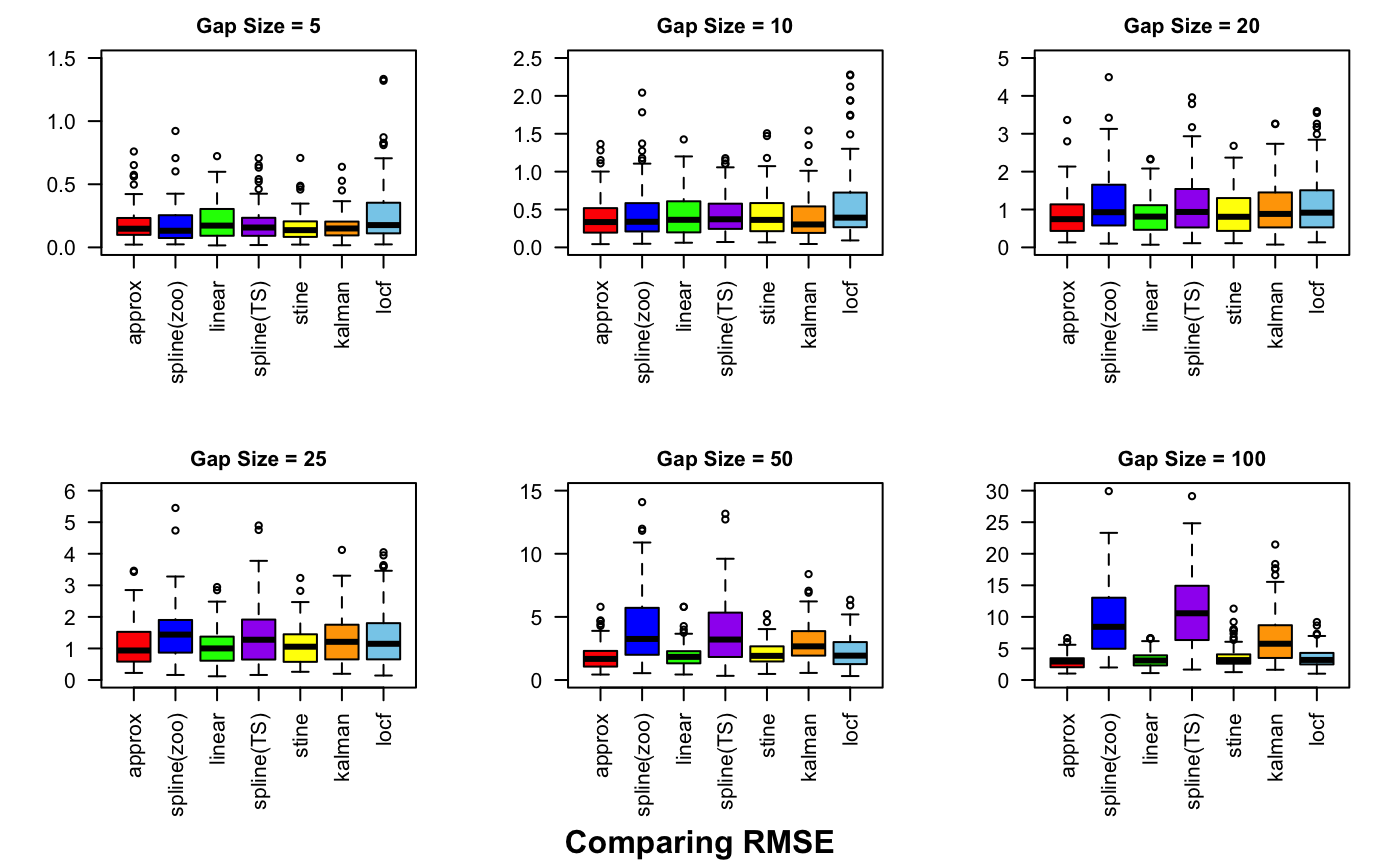 Gap Size = 5
1.5
1.0
0.5
0.0
approx
spline(zoo)
linear
spline(TS)
stine
kalman
locf
Gap Size = 10
2.5
2.0
1.5
1.0
0.5
0.0
approx
spline(zoo)
linear
spline(TS)
stine
kalman
locf
Gap Size = 20
5
4
3
2
1
0
approx
spline(zoo)
linear
spline(TS)
stine
kalman
locf
Gap Size = 25
6
5
4
3
2
1
0
approx
spline(zoo)
linear
spline(TS)
stine
kalman
locf
Gap Size = 50
15
10
5
0
approx
spline(zoo)
linear
spline(TS)
stine
kalman
locf
Gap Size = 100
30
25
20
15
10
5
0
approx
spline(zoo)
linear
spline(TS)
stine
kalman
locf
Comparing RMSE